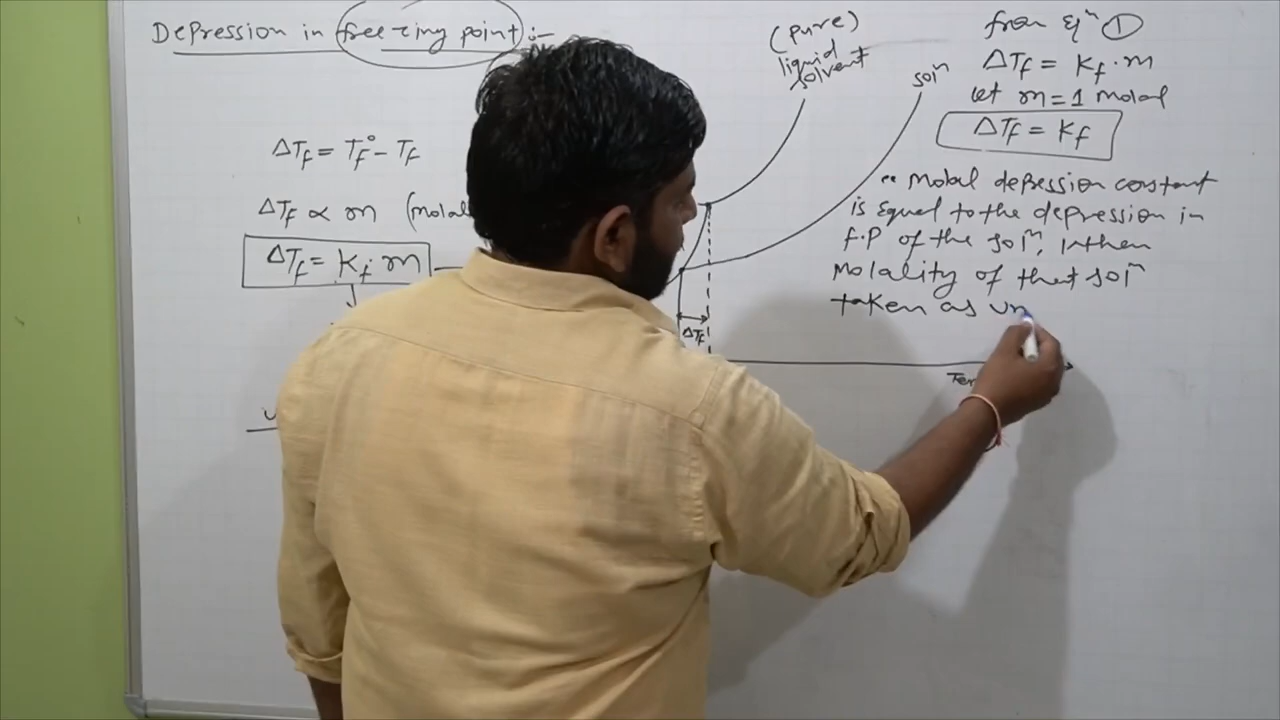 Depression in freezing point :-
ΔTf = Tf° - Tf
ΔTf ∝ m (molal
ΔTf = Kf · m
(pure)
liquid
solvent
solⁿ
ΔTf
from Eqⁿ ①
ΔTf = Kf · m
let m = 1 molal
ΔTf = Kf
Molal depression constant
is Equal to the depression in
f.p of the solⁿ, when
Molality of that solⁿ
taken as un